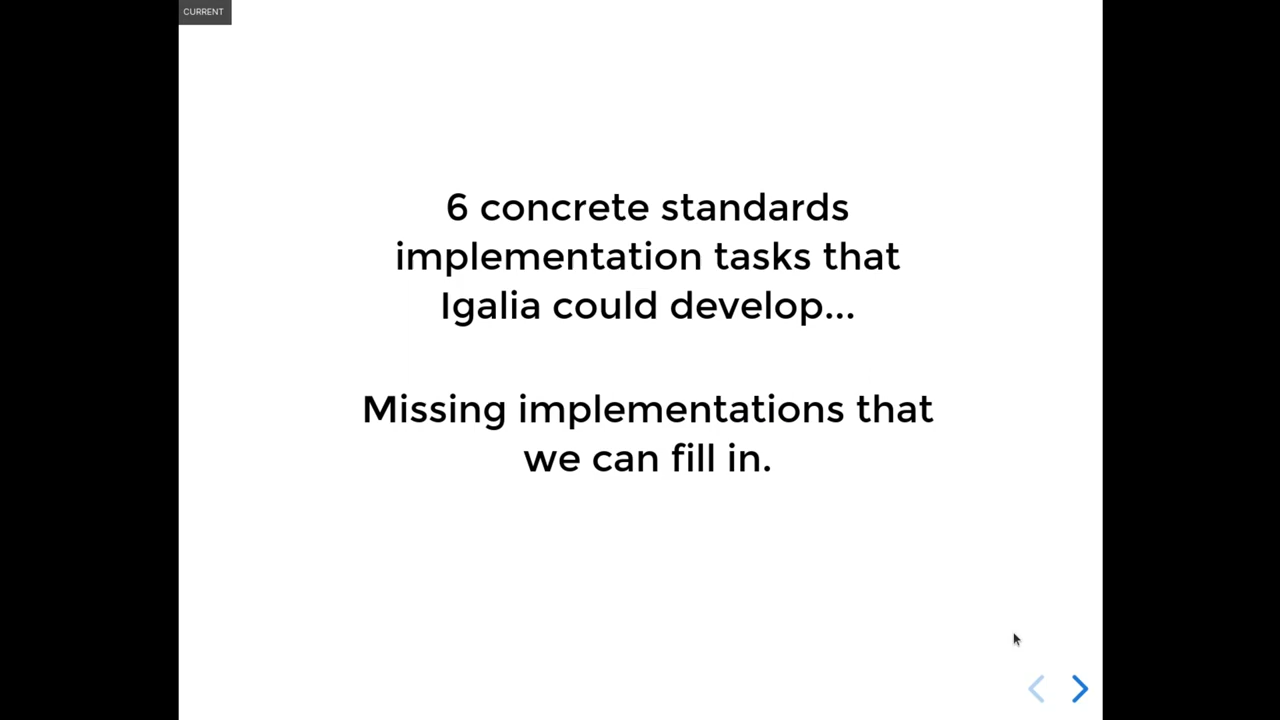 CURRENT
6 concrete standards
implementation tasks that
Igalia could develop...
Missing implementations that
we can fill in.